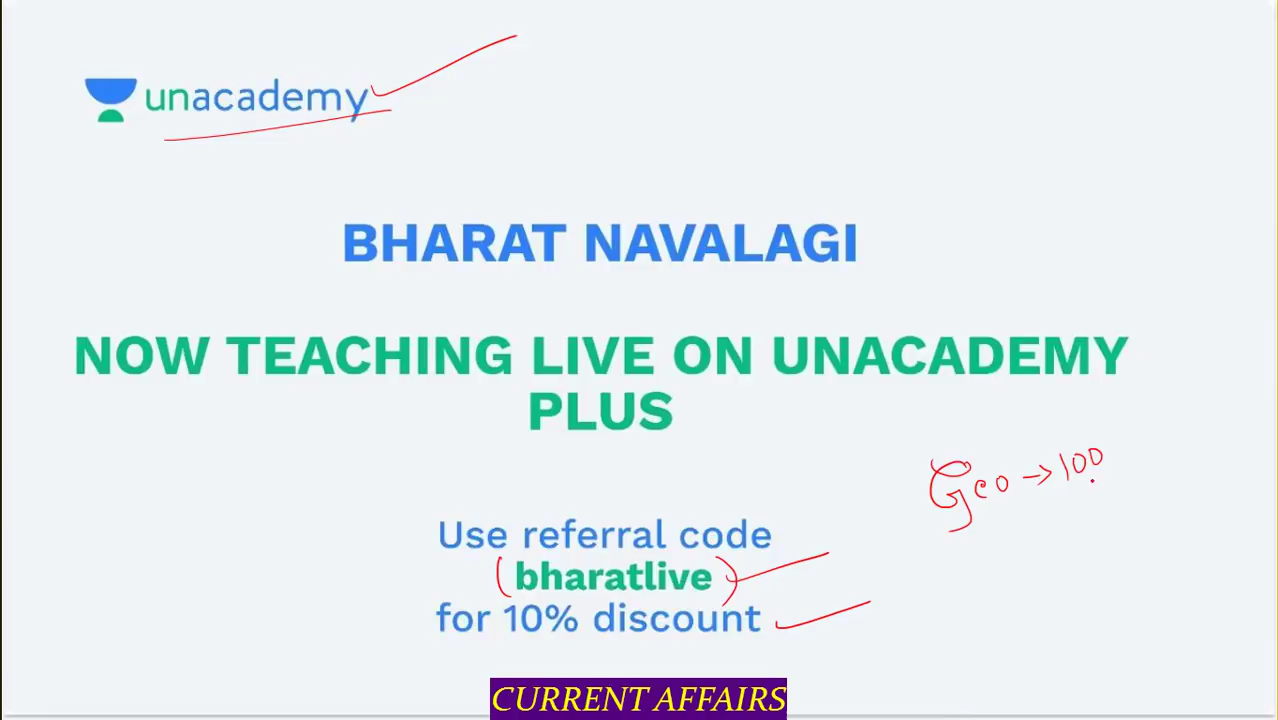 unacademy
BHARAT NAVALAGI
NOW TEACHING LIVE ON UNACADEMY
PLUS
Geo → 100
Use referral code
(bharatlive)
for 10% discount
CURRENT AFFAIRS